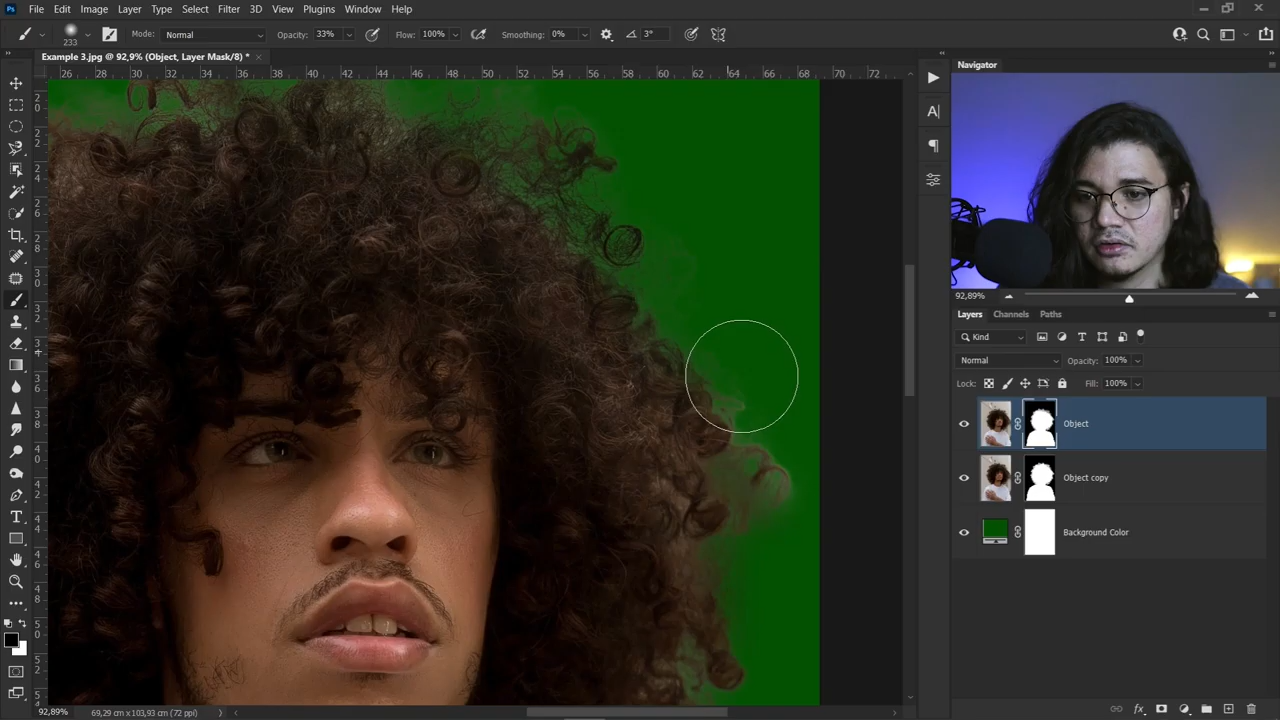 Ps File Edit Image Layer Type Select Filter 3D View Plugins Window Help
233 Mode: Normal Opacity: 33% Flow: 100% Smoothing: 0% 3°
Example 3.jpg @ 92,9% (Object, Layer Mask/8) *
26 28 30 32 34 36 38 40 42 44 46 48 50 52 54 56 58 60 62 64 66 68 70 72
Navigator
92,89%
Layers Channels Paths
Kind
Normal Opacity: 100%
Lock: Fill: 100%
Object
Object copy
Background Color
92,89% 69,29 cm x 103,93 cm (72 ppi)